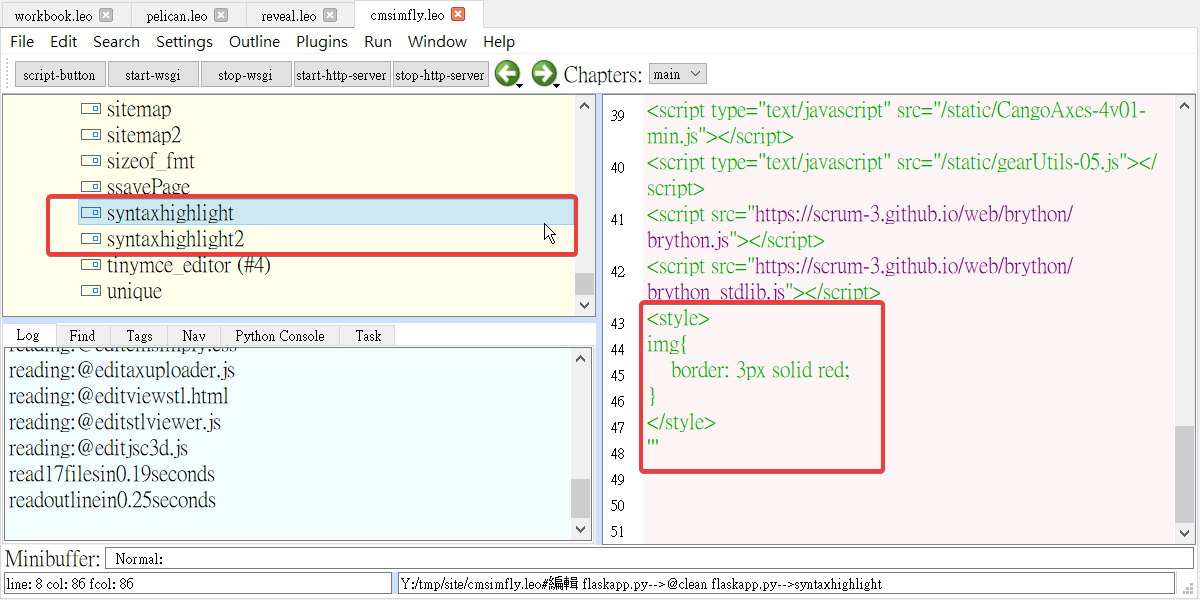 workbook.leo
pelican.leo
reveal.leo
cmsimfly.leo
File Edit Search Settings Outline Plugins Run Window Help
script-button start-wsgi stop-wsgi start-http-server stop-http-server Chapters: main
sitemap
sitemap2
sizeof_fmt
ssavePage
syntaxhighlight
syntaxhighlight2
tinymce_editor (#4)
unique
Log Find Tags Nav Python Console Task
reading:@editcmsimply.css
reading:@editaxuploader.js
reading:@editviewstl.html
reading:@editstlviewer.js
reading:@editjsc3d.js
read17filesin0.19seconds
readoutlinein0.25seconds
39 <script type="text/javascript" src="/static/CangoAxes-4v01-
min.js"></script>
40 <script type="text/javascript" src="/static/gearUtils-05.js"></
script>
41 <script src="https://scrum-3.github.io/web/brython/
brython.js"></script>
42 <script src="https://scrum-3.github.io/web/brython/
brython_stdlib.js"></script>
43 <style>
44 img{
45 border: 3px solid red;
46 }
47 </style>
48 '''
49
50
51
Minibuffer: Normal:
line: 8 col: 86 fcol: 86
Y:/tmp/site/cmsimfly.leo#編輯 flaskapp.py-->@clean flaskapp.py-->syntaxhighlight